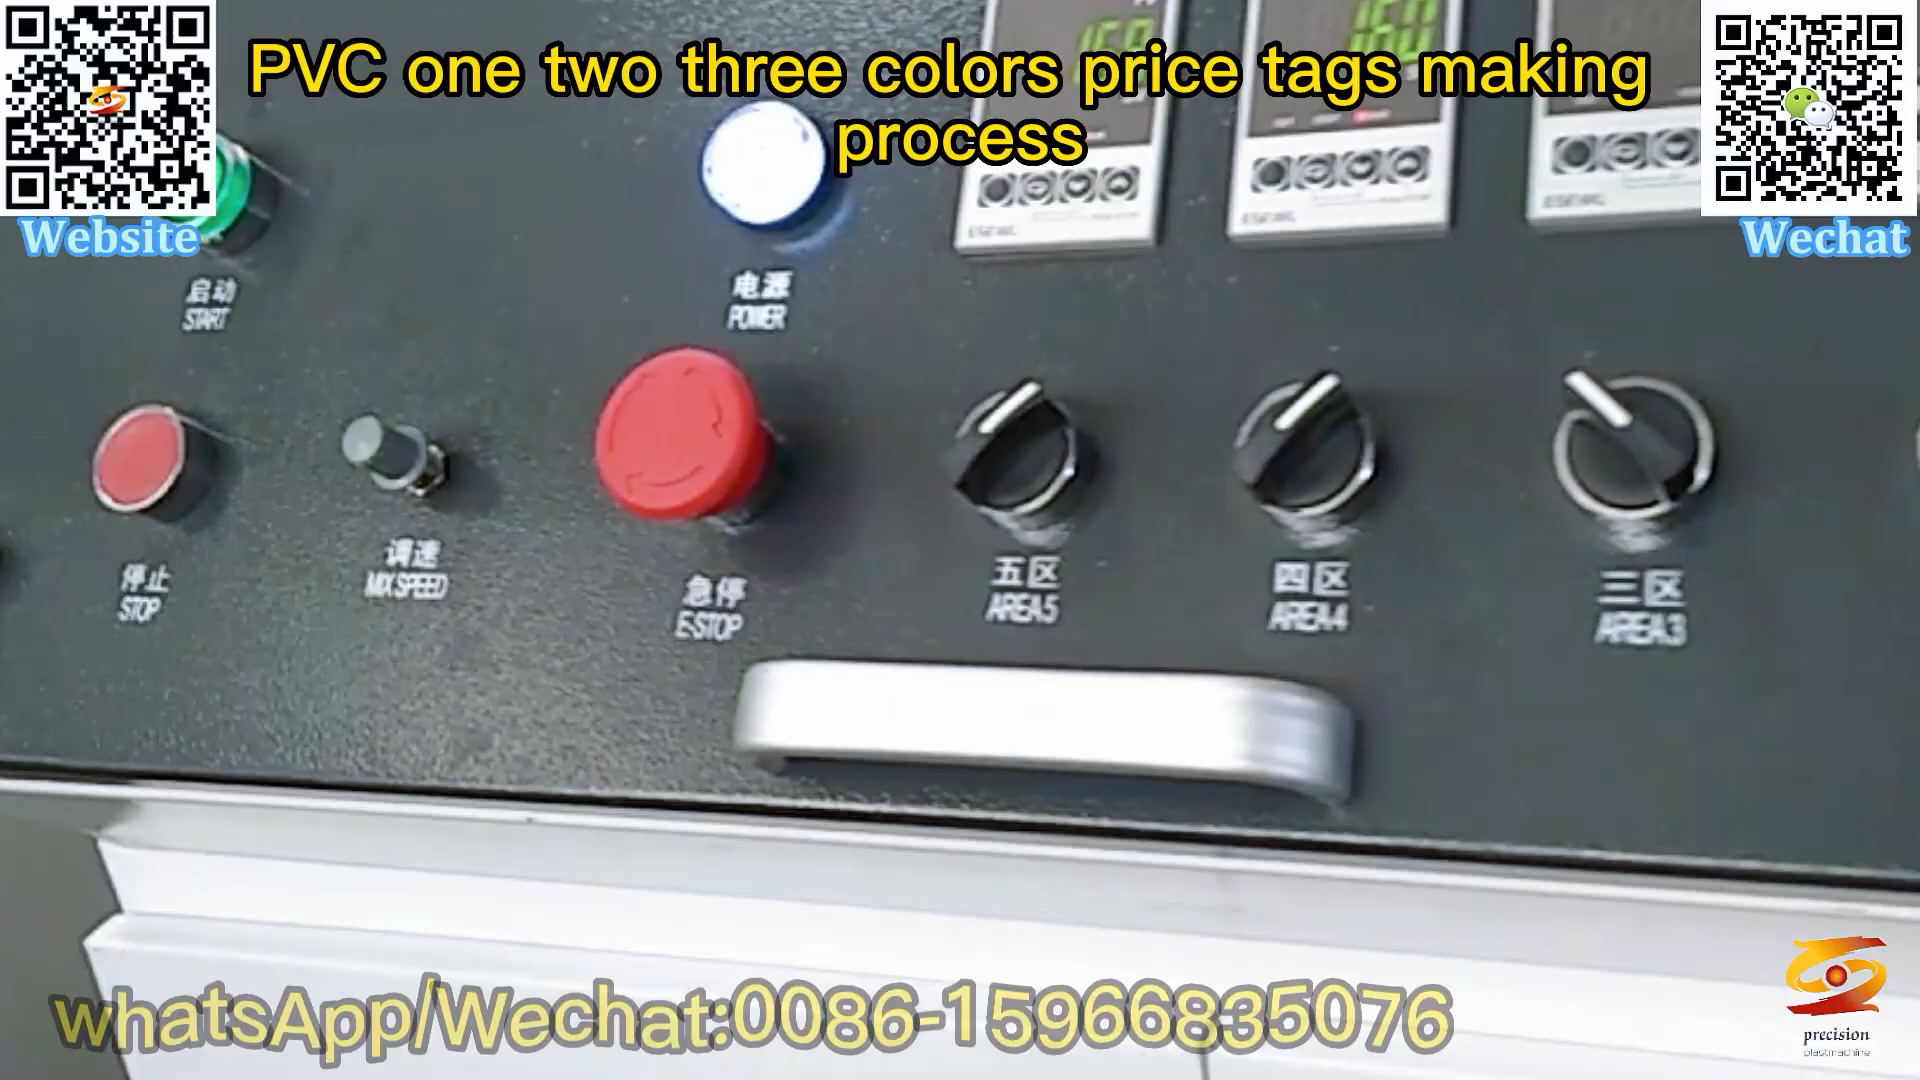 PVC one two three colors price tags making
process
Website
Wechat
160
启动
START
电源
POWER
停止
STOP
调速
MIX SPEED
急停
E-STOP
五区
AREA5
四区
AREA4
三区
AREA3
whatsApp/Wechat:0086-15966835076
precision
plastmachine